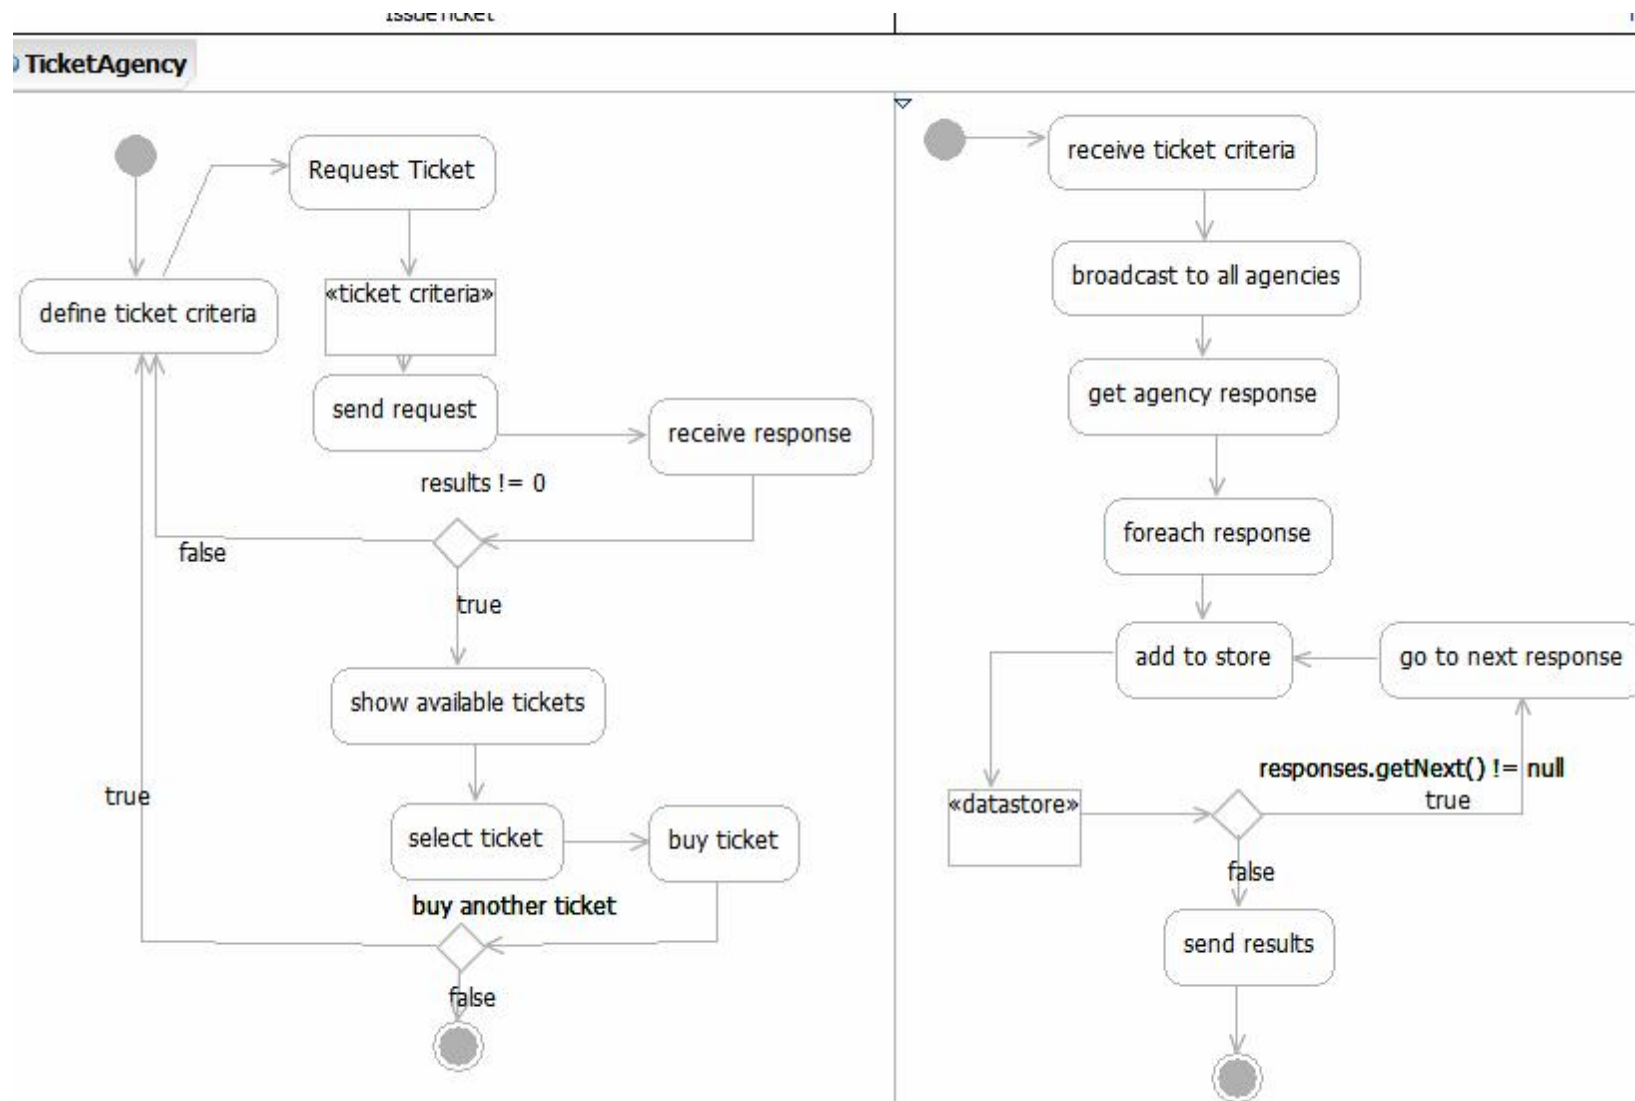 IssueTicket
TicketAgency
Request Ticket
define ticket criteria
«ticket criteria»
send request
receive response
results != 0
false
true
show available tickets
true
select ticket
buy ticket
buy another ticket
false
receive ticket criteria
broadcast to all agencies
get agency response
foreach response
add to store
go to next response
responses.getNext() != null
true
«datastore»
false
send results